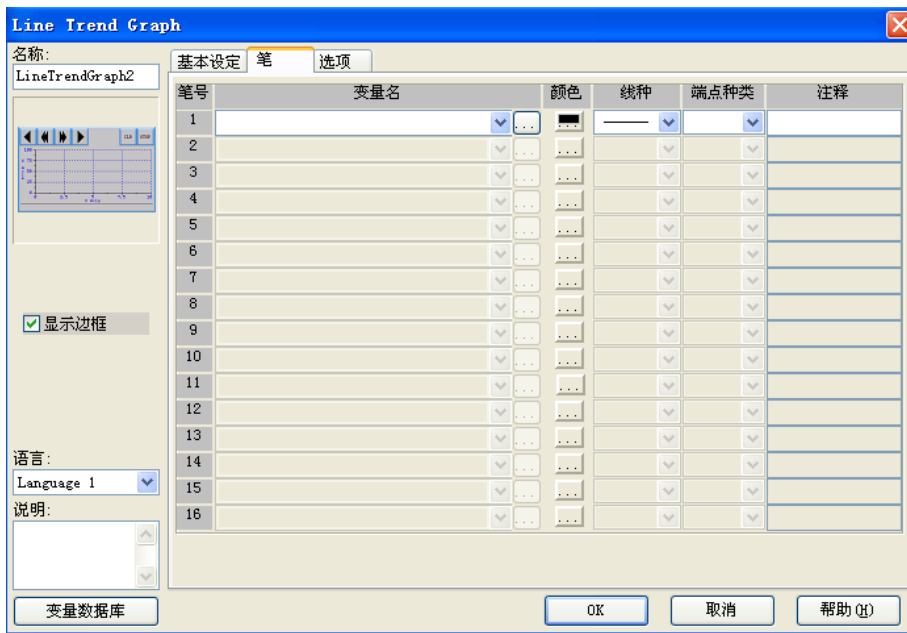 Line Trend Graph
名称:
LineTrendGraph2
CLR STOP
显示边框
语言:
Language 1
说明:
变量数据库
基本设定 笔 选项
笔号 变量名 颜色 线种 端点种类 注释
1 ...
2 ... ...
3 ... ...
4 ... ...
5 ... ...
6 ... ...
7 ... ...
8 ... ...
9 ... ...
10 ... ...
11 ... ...
12 ... ...
13 ... ...
14 ... ...
15 ... ...
16 ... ...
OK 取消 帮助(H)